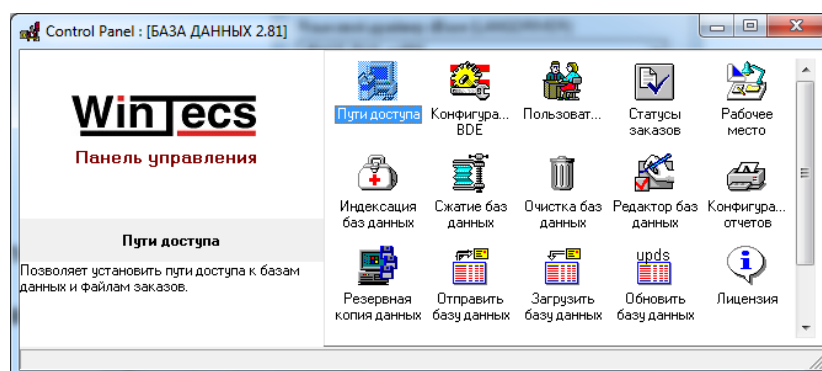 Control Panel : [БАЗА ДАННЫХ 2.81]
WinTecs
Панель управления
Пути доступа
Позволяет установить пути доступа к базам
данных и файлам заказов.
Пути доступа
Конфигура...
BDE
Пользоват...
Статусы
заказов
Рабочее
место
Индексация
баз данных
Сжатие баз
данных
Очистка баз
данных
Редактор баз
данных
Конфигура...
отчетов
Резервная
копия данных
Отправить
базу данных
Загрузить
базу данных
upds
Обновить
базу данных
Лицензия